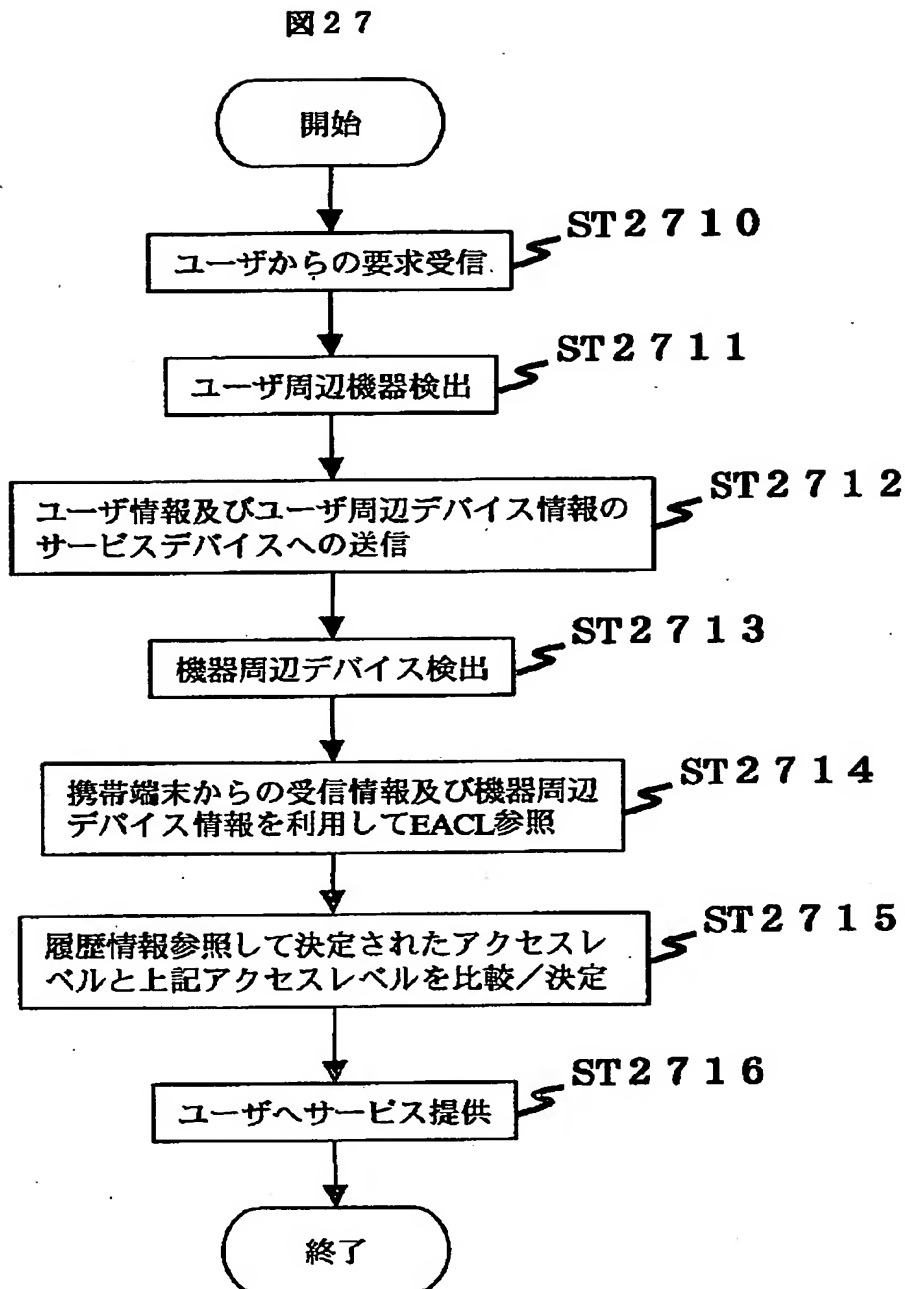 図27
開始
ST2710
ユーザからの要求受信
ST2711
ユーザ周辺機器検出
ST2712
ユーザ情報及びユーザ周辺デバイス情報の
サービスデバイスへの送信
ST2713
機器周辺デバイス検出
ST2714
携帯端末からの受信情報及び機器周辺
デバイス情報を利用してEACL参照
ST2715
履歴情報参照して決定されたアクセスレ
ベルと上記アクセスレベルを比較／決定
ST2716
ユーザへサービス提供
終了